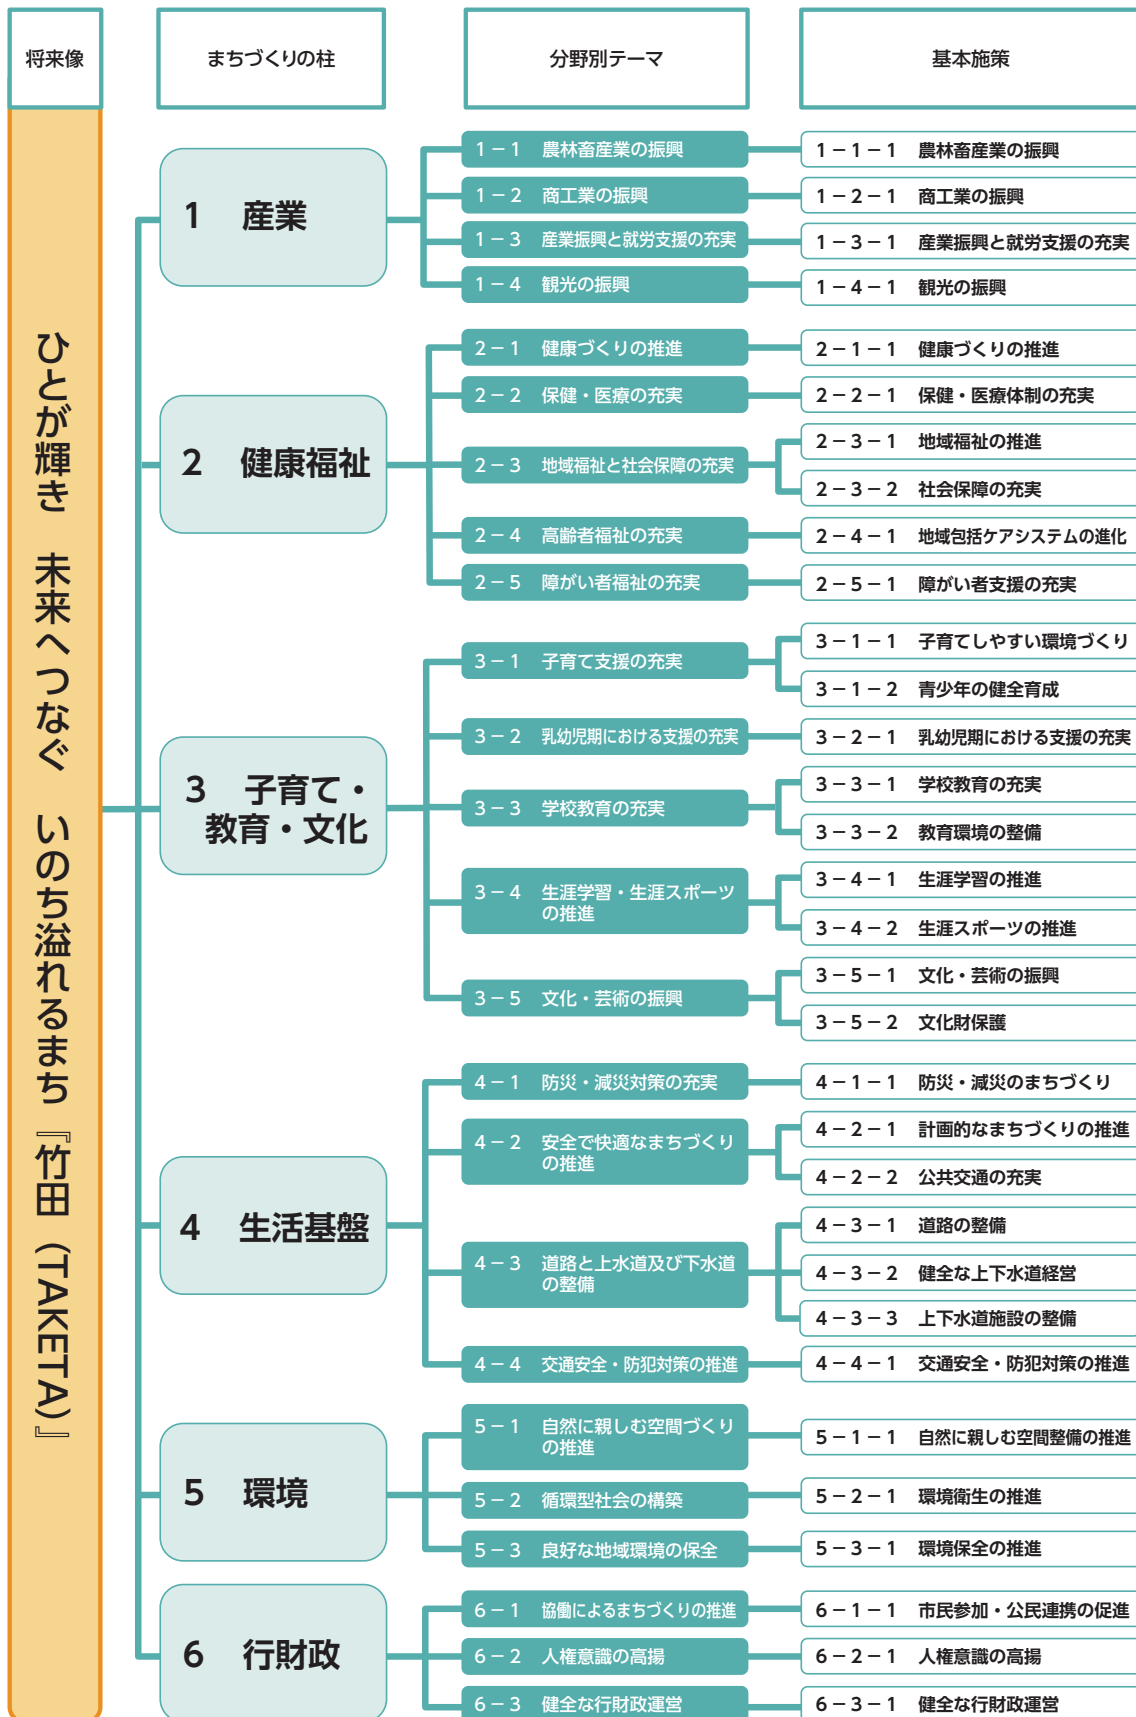 将来像
まちづくりの柱
分野別テーマ
基本施策
ひとが輝き　未来へつなぐ　いのち溢れるまち『竹田（TAKETA）』
1　産業
1－1　農林畜産業の振興
1－1－1　農林畜産業の振興
1－2　商工業の振興
1－2－1　商工業の振興
1－3　産業振興と就労支援の充実
1－3－1　産業振興と就労支援の充実
1－4　観光の振興
1－4－1　観光の振興
2　健康福祉
2－1　健康づくりの推進
2－1－1　健康づくりの推進
2－2　保健・医療の充実
2－2－1　保健・医療体制の充実
2－3　地域福祉と社会保障の充実
2－3－1　地域福祉の推進
2－3－2　社会保障の充実
2－4　高齢者福祉の充実
2－4－1　地域包括ケアシステムの進化
2－5　障がい者福祉の充実
2－5－1　障がい者支援の充実
3　子育て・
教育・文化
3－1　子育て支援の充実
3－1－1　子育てしやすい環境づくり
3－1－2　青少年の健全育成
3－2　乳幼児期における支援の充実
3－2－1　乳幼児期における支援の充実
3－3　学校教育の充実
3－3－1　学校教育の充実
3－3－2　教育環境の整備
3－4　生涯学習・生涯スポーツ
の推進
3－4－1　生涯学習の推進
3－4－2　生涯スポーツの推進
3－5　文化・芸術の振興
3－5－1　文化・芸術の振興
3－5－2　文化財保護
4　生活基盤
4－1　防災・減災対策の充実
4－1－1　防災・減災のまちづくり
4－2　安全で快適なまちづくり
の推進
4－2－1　計画的なまちづくりの推進
4－2－2　公共交通の充実
4－3　道路と上水道及び下水道
の整備
4－3－1　道路の整備
4－3－2　健全な上下水道経営
4－3－3　上下水道施設の整備
4－4　交通安全・防犯対策の推進
4－4－1　交通安全・防犯対策の推進
5　環境
5－1　自然に親しむ空間づくり
の推進
5－1－1　自然に親しむ空間整備の推進
5－2　循環型社会の構築
5－2－1　環境衛生の推進
5－3　良好な地域環境の保全
5－3－1　環境保全の推進
6　行財政
6－1　協働によるまちづくりの推進
6－1－1　市民参加・公民連携の促進
6－2　人権意識の高揚
6－2－1　人権意識の高揚
6－3　健全な行財政運営
6－3－1　健全な行財政運営